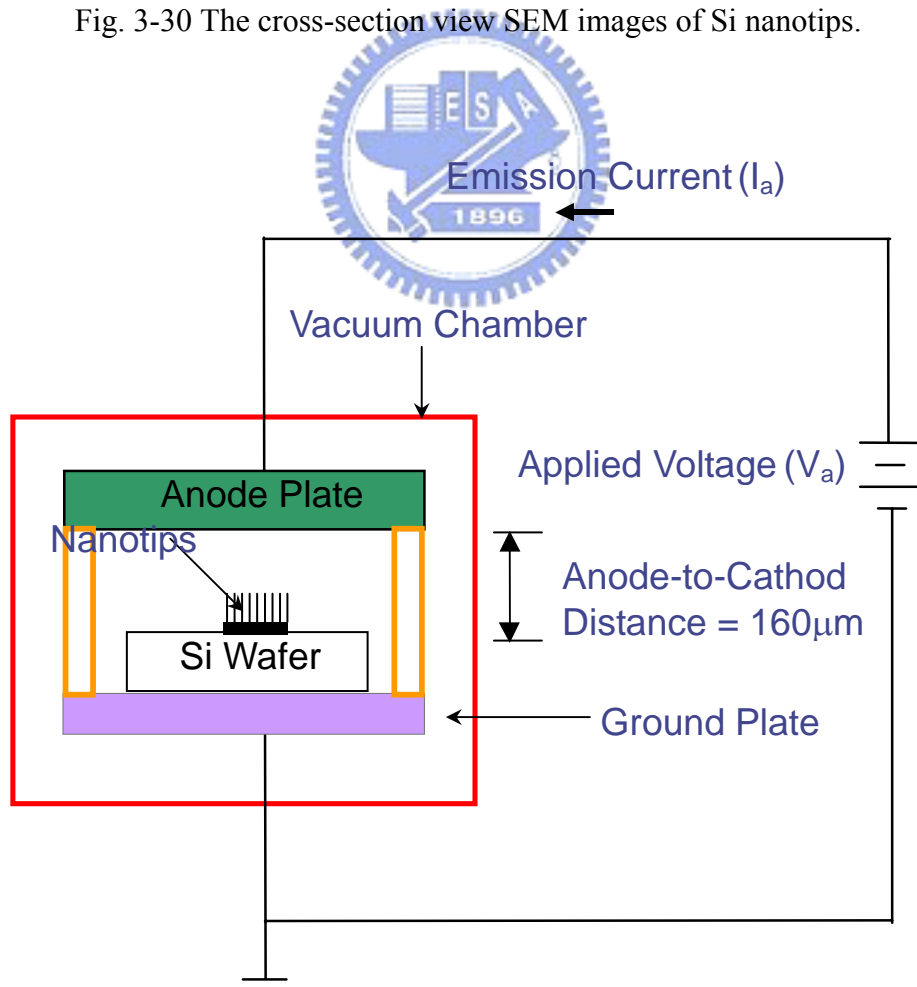 Fig. 3-30 The cross-section view SEM images of Si nanotips.
E S A
1896
Emission Current (Iₐ)
Vacuum Chamber
Applied Voltage (Vₐ)
Anode Plate
Nanotips
Anode-to-Cathod
Distance = 160μm
Si Wafer
Ground Plate